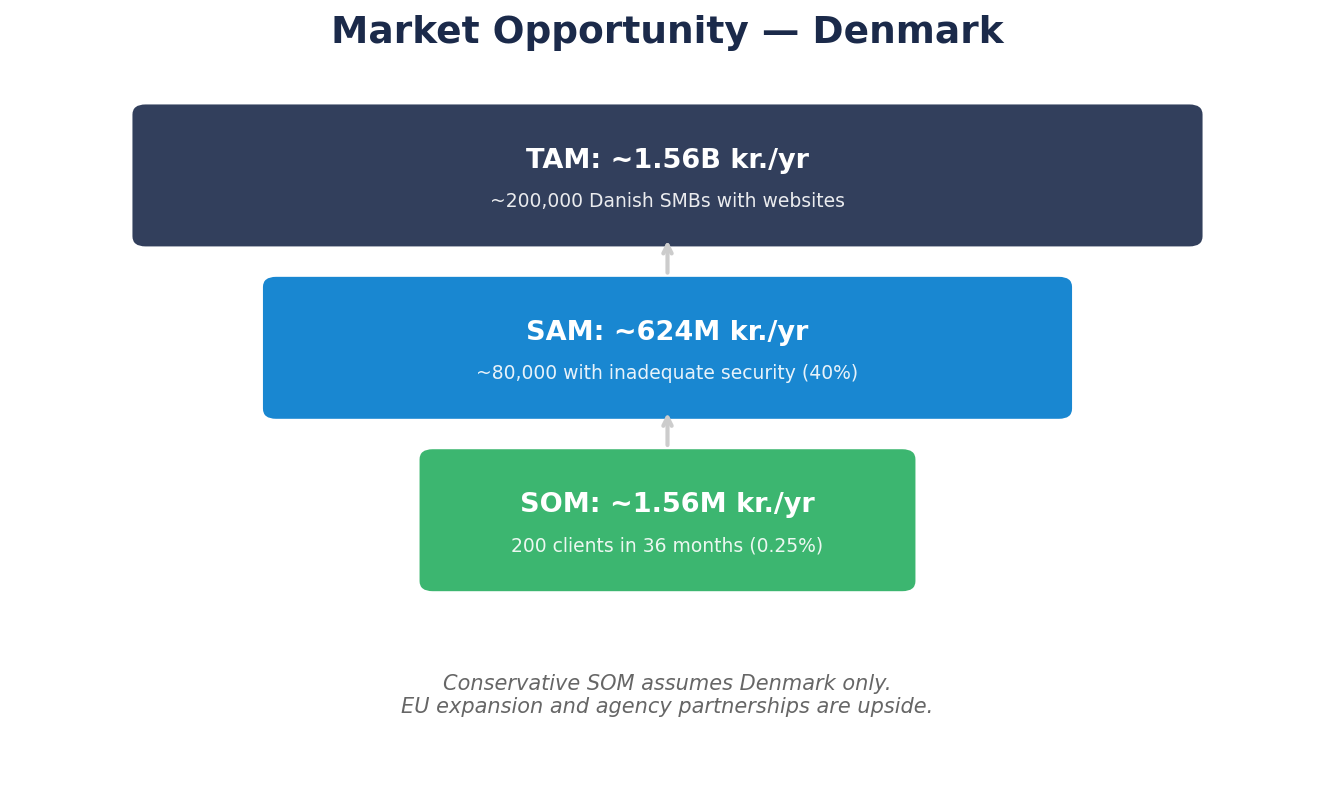 Market Opportunity — Denmark
TAM: ~1.56B kr./yr
~200,000 Danish SMBs with websites
SAM: ~624M kr./yr
~80,000 with inadequate security (40%)
SOM: ~1.56M kr./yr
200 clients in 36 months (0.25%)
Conservative SOM assumes Denmark only.
EU expansion and agency partnerships are upside.